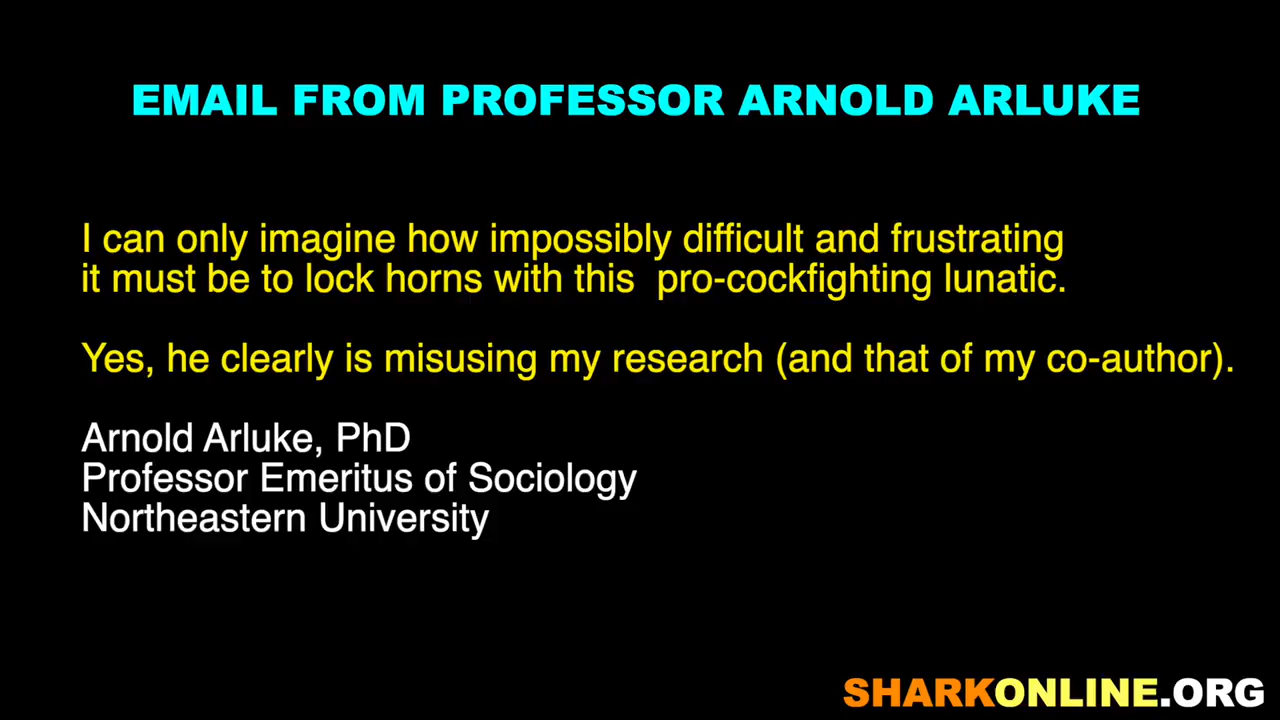 EMAIL FROM PROFESSOR ARNOLD ARLUKE
I can only imagine how impossibly difficult and frustrating
it must be to lock horns with this  pro-cockfighting lunatic.
Yes, he clearly is misusing my research (and that of my co-author).
Arnold Arluke, PhD
Professor Emeritus of Sociology
Northeastern University
SHARKONLINE.ORG